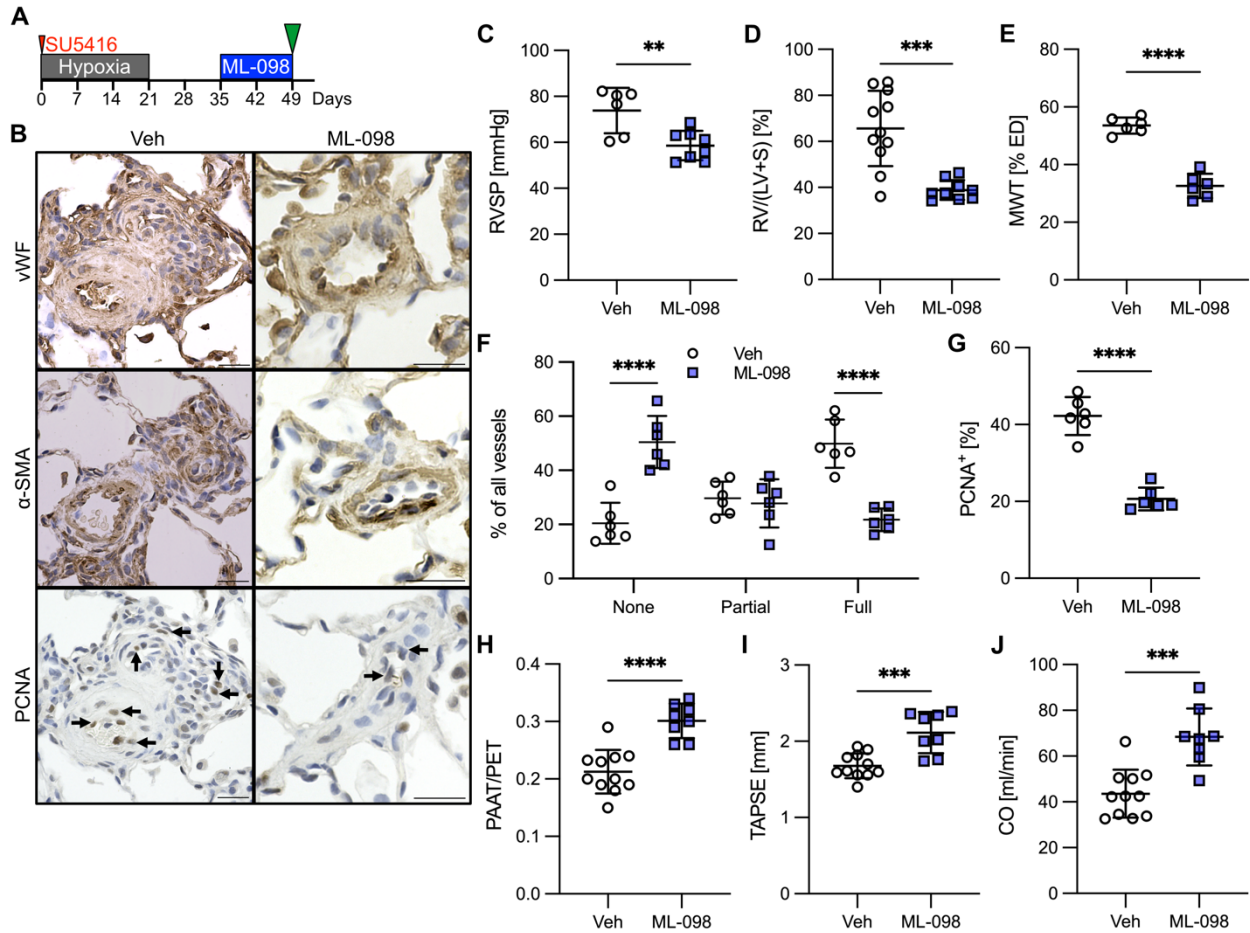 A
SU5416
Hypoxia
ML-098
0 7 14 21 28 35 42 49 Days
B
Veh ML-098
vWF
α-SMA
PCNA
C
**
RVSP [mmHg]
100
80
60
40
20
0
Veh ML-098
D
***
RV/(LV+S) [%]
100
80
60
40
20
0
Veh ML-098
E
****
MWT [% ED]
80
60
40
20
0
Veh ML-098
F
Veh
ML-098
**** ****
% of all vessels
80
60
40
20
0
None Partial Full
G
****
PCNA+ [%]
60
40
20
0
Veh ML-098
H
****
PAAT/PET
0.4
0.3
0.2
0.1
0.0
Veh ML-098
I
***
TAPSE [mm]
3
2
1
0
Veh ML-098
J
***
CO [ml/min]
100
80
60
40
20
0
Veh ML-098